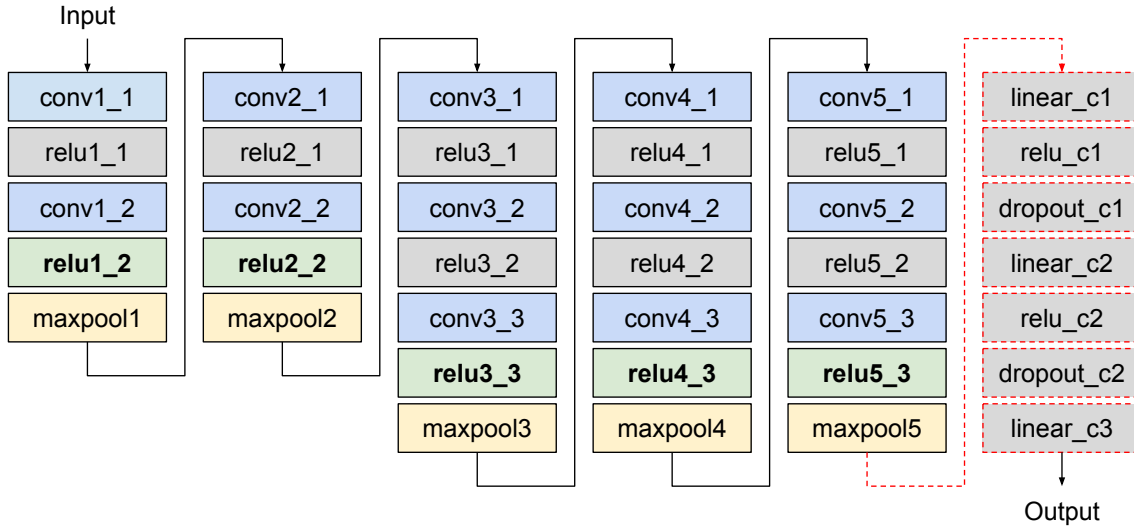 Input
conv1_1
relu1_1
conv1_2
relu1_2
maxpool1
conv2_1
relu2_1
conv2_2
relu2_2
maxpool2
conv3_1
relu3_1
conv3_2
relu3_2
conv3_3
relu3_3
maxpool3
conv4_1
relu4_1
conv4_2
relu4_2
conv4_3
relu4_3
maxpool4
conv5_1
relu5_1
conv5_2
relu5_2
conv5_3
relu5_3
maxpool5
linear_c1
relu_c1
dropout_c1
linear_c2
relu_c2
dropout_c2
linear_c3
Output